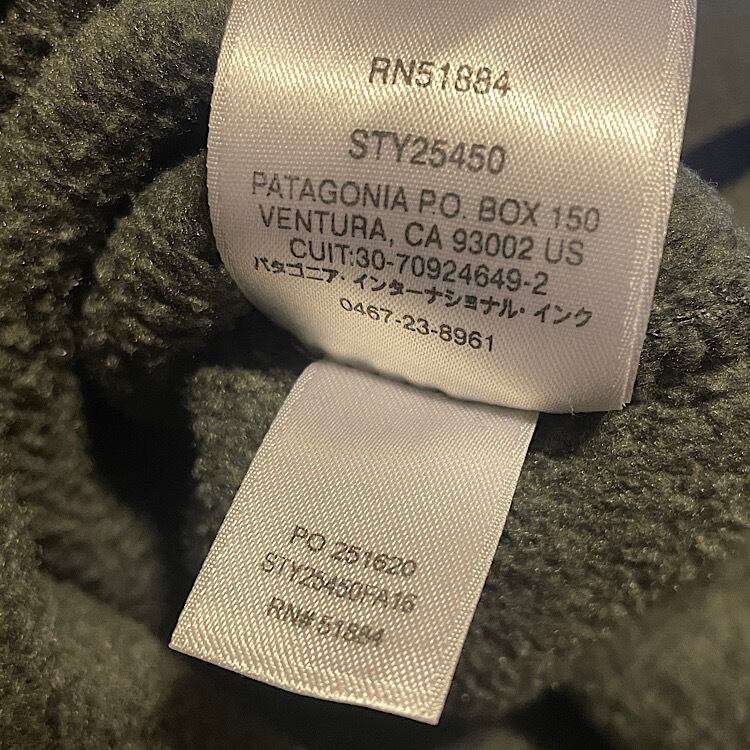 RN51884
STY25450
PATAGONIA P.O. BOX 150
VENTURA, CA 93002 US
CUIT:30-70924649-2
パタゴニア・インターナショナル・インク
0467-23-8961
PO 251620
STY25450FA16
RN# 51884